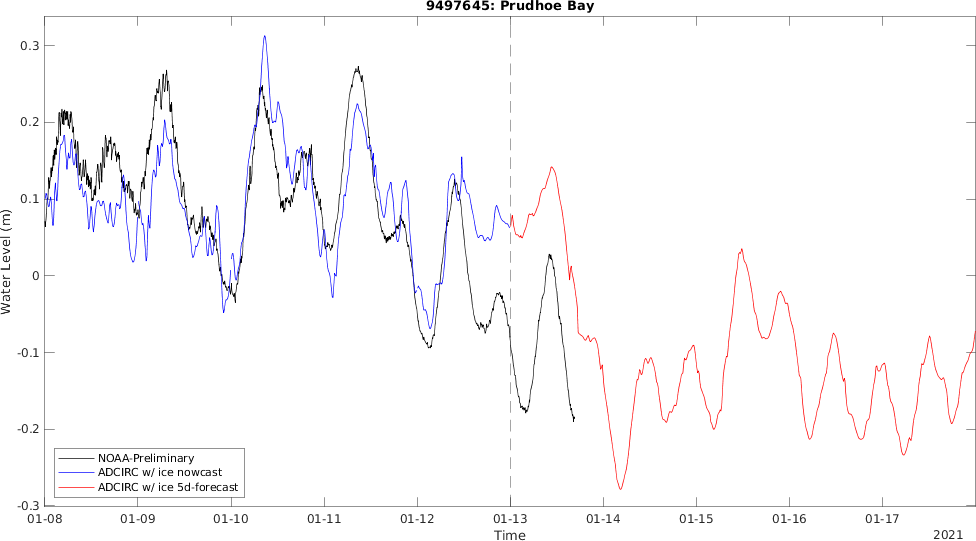 9497645: Prudhoe Bay
Water Level (m)
0.3
0.2
0.1
0
-0.1
-0.2
-0.3
NOAA-Preliminary
ADCIRC w/ ice nowcast
ADCIRC w/ ice 5d-forecast
01-08 01-09 01-10 01-11 01-12 01-13 01-14 01-15 01-16 01-17
Time
2021